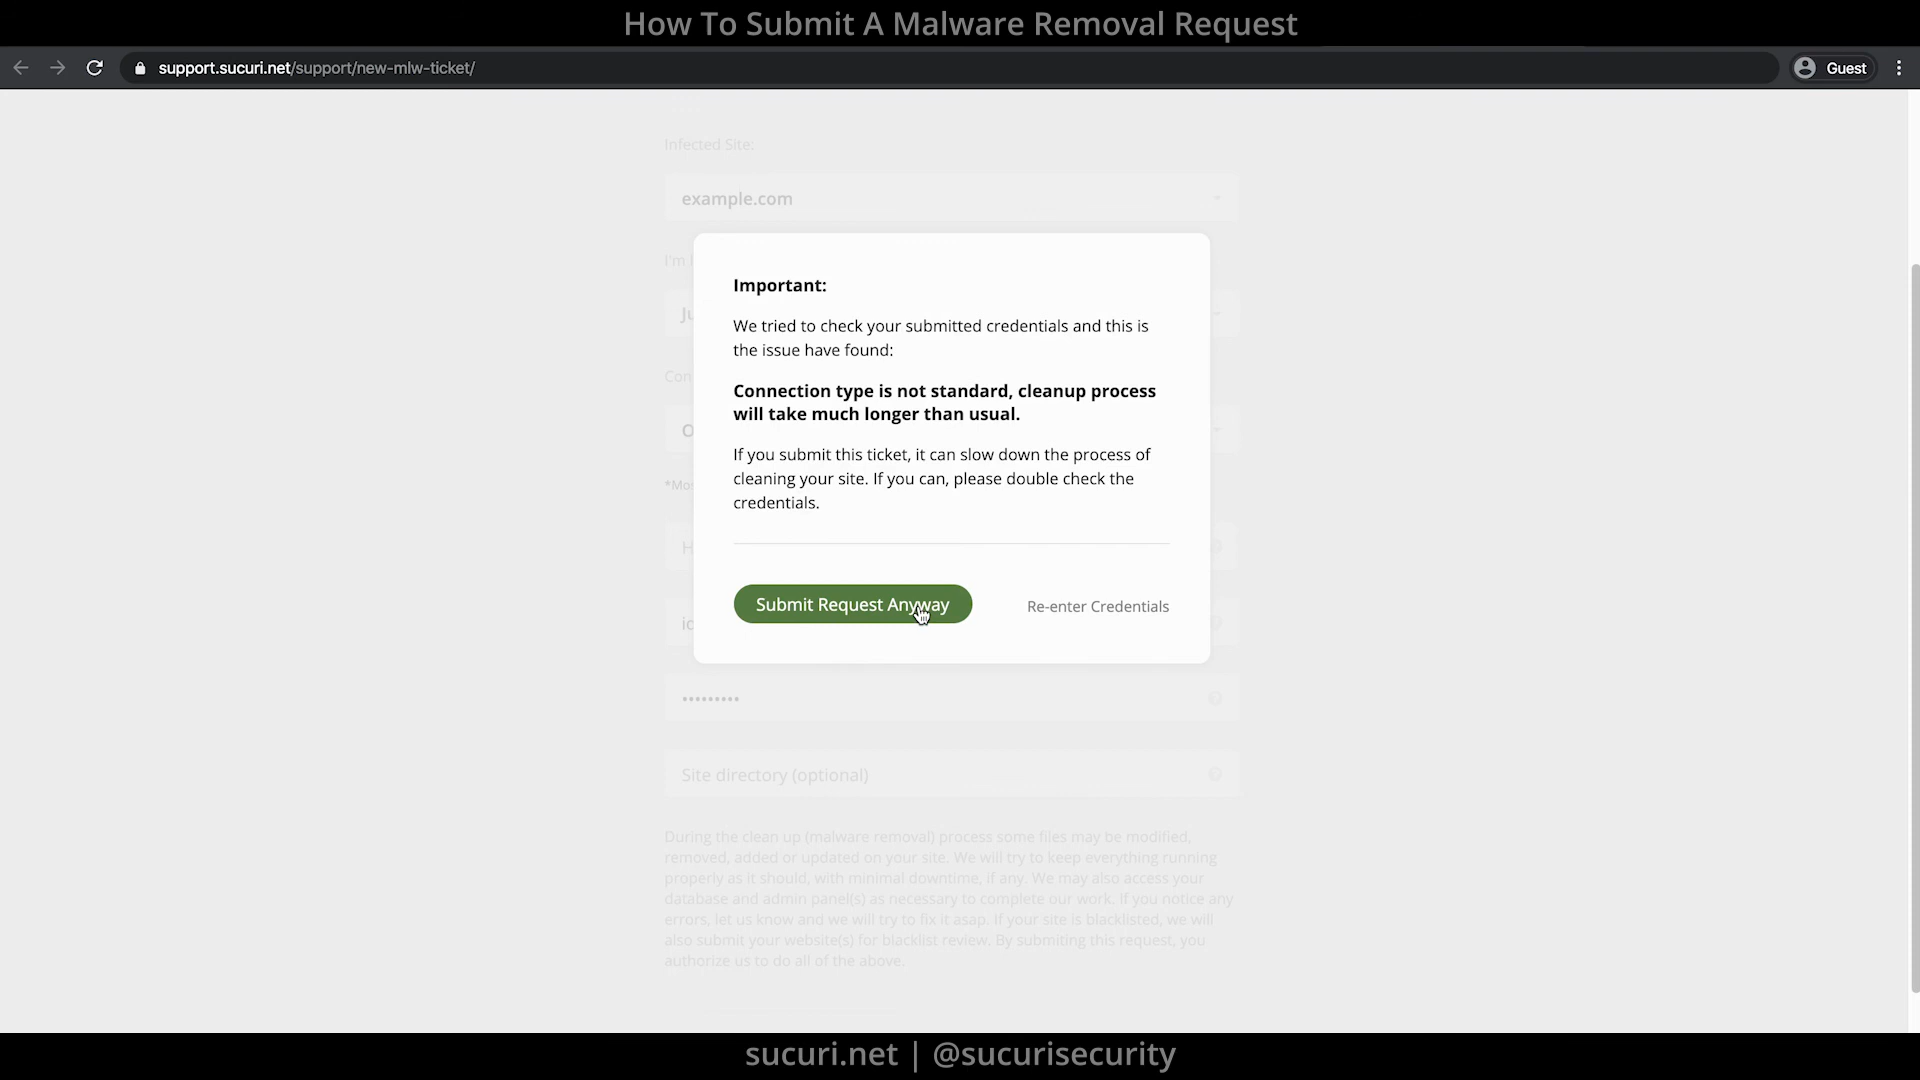 How To Submit A Malware Removal Request
support.sucuri.net/support/new-mlw-ticket/
Guest
Infected Site:
example.com
I'm
Important:
We tried to check your submitted credentials and this is
the issue have found:
Connection type is not standard, cleanup process
will take much longer than usual.
If you submit this ticket, it can slow down the process of
cleaning your site. If you can, please double check the
credentials.
Submit Request Anyway
Re-enter Credentials
•••••••••
Site directory (optional)
During the clean up (malware removal) process some files may be modified,
removed, added or updated on your site. We will try to keep everything running
properly as it should, with minimal downtime, if any. We may also access your
database and admin panel(s) as necessary to complete our work. If you notice any
errors, let us know and we will try to fix it asap. If your site is blacklisted, we will
also submit your website(s) for blacklist review. By submiting this request, you
authorize us to do all of the above.
sucuri.net | @sucurisecurity